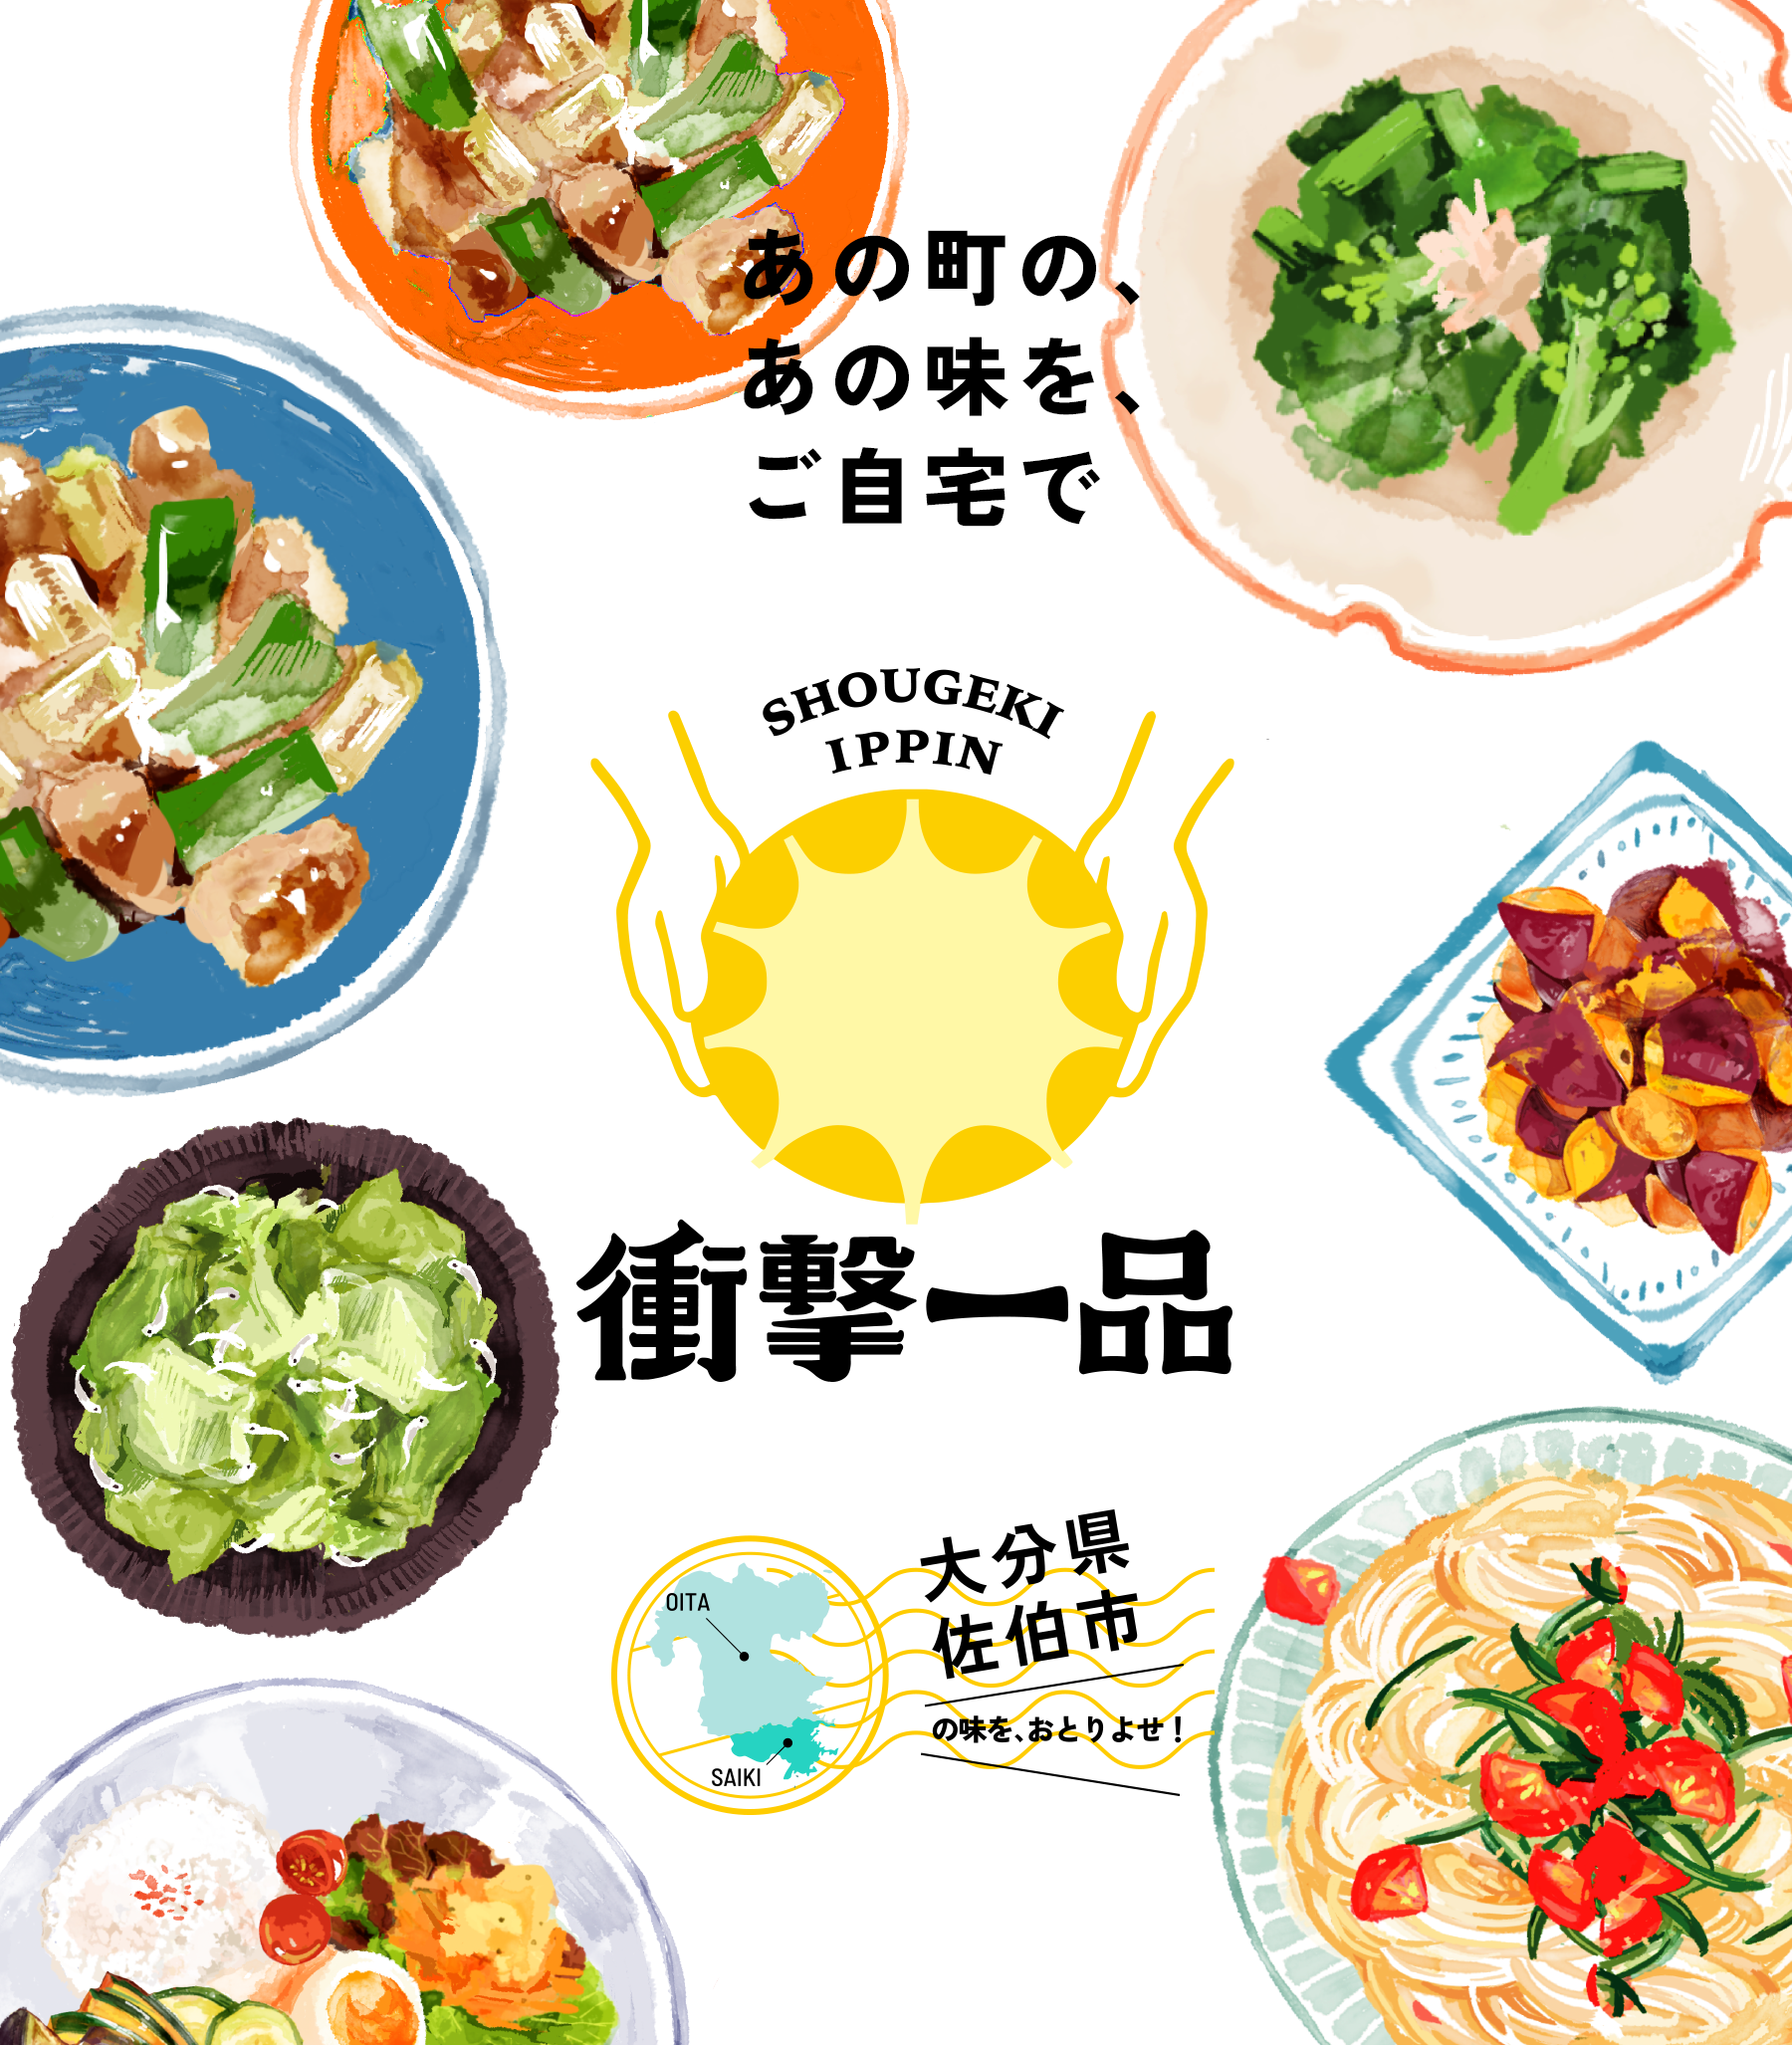 あの町の、
あの味を、
ご自宅で
SHOUGEKI
IPPIN
衝撃一品
大分県
佐伯市
の味を、おとりよせ！
OITA
SAIKI